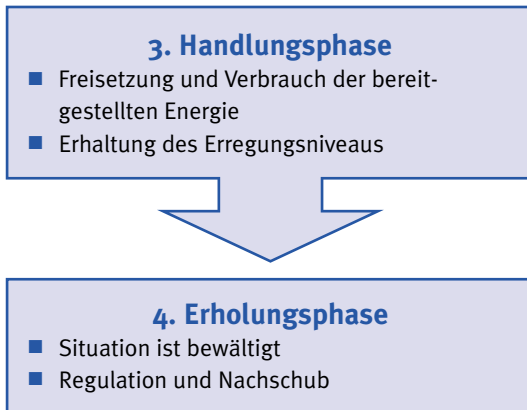 3. Handlungsphase
■ Freisetzung und Verbrauch der bereit-
gestellten Energie
■ Erhaltung des Erregungsniveaus
4. Erholungsphase
■ Situation ist bewältigt
■ Regulation und Nachschub